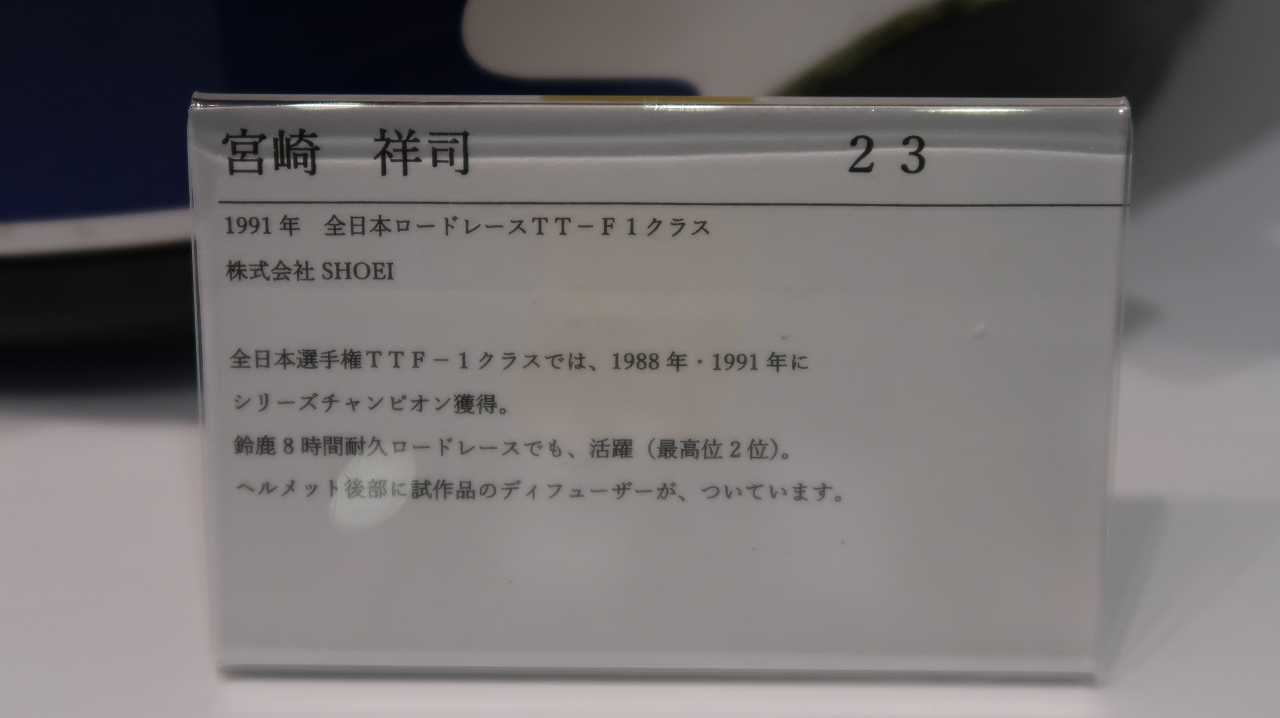 宮崎　祥司　２３
1991 年　全日本ロードレースＴＴ－Ｆ１クラス
株式会社 SHOEI
全日本選手権ＴＴＦ－１クラスでは、1988 年・1991 年に
シリーズチャンピオン獲得。
鈴鹿 8 時間耐久ロードレースでも、活躍（最高位 2 位）。
ヘルメット後部に試作品のディフューザーが、ついています。